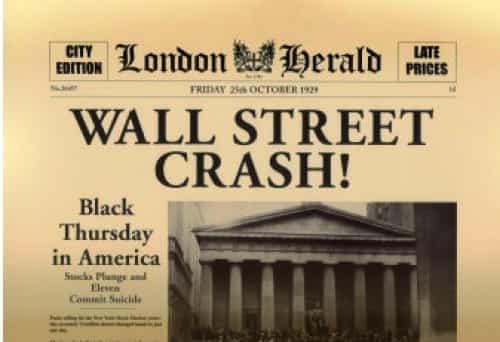 CITY
EDITION
London Herald
LATE
PRICES
FRIDAY 25th OCTOBER 1929
WALL STREET
CRASH!
Black
Thursday
in America
Stocks Plunge and
Eleven
Commit Suicide